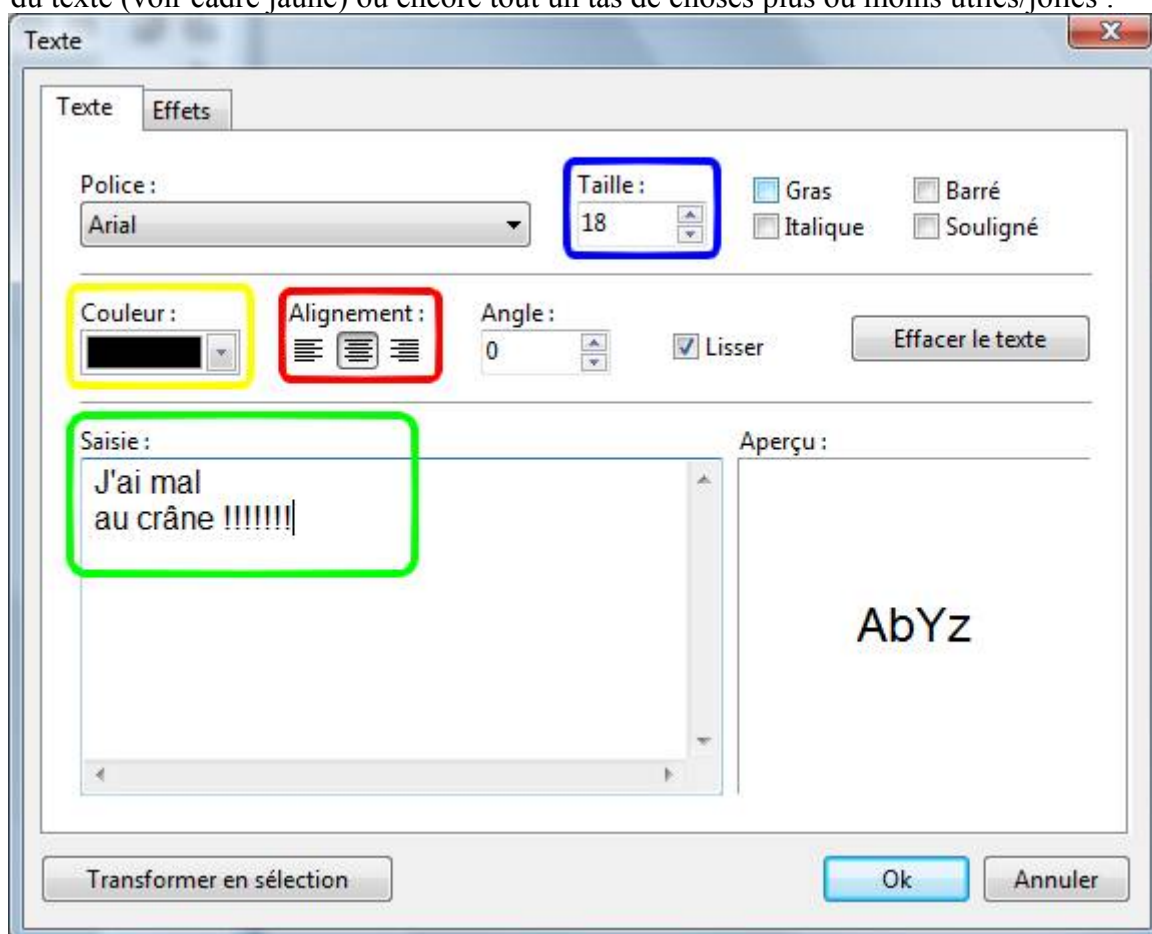 du texte (voir cadre jaune) ou encore tout un tas de choses plus ou moins utiles/jolies :
Texte
Texte Effets
Police : Taille :
Arial 18
Gras Barré
Italique Souligné
Couleur : Alignement : Angle :
0 Lisser Effacer le texte
Saisie : Aperçu :
J'ai mal
au crâne !!!!!!!
AbYz
Transformer en sélection Ok Annuler